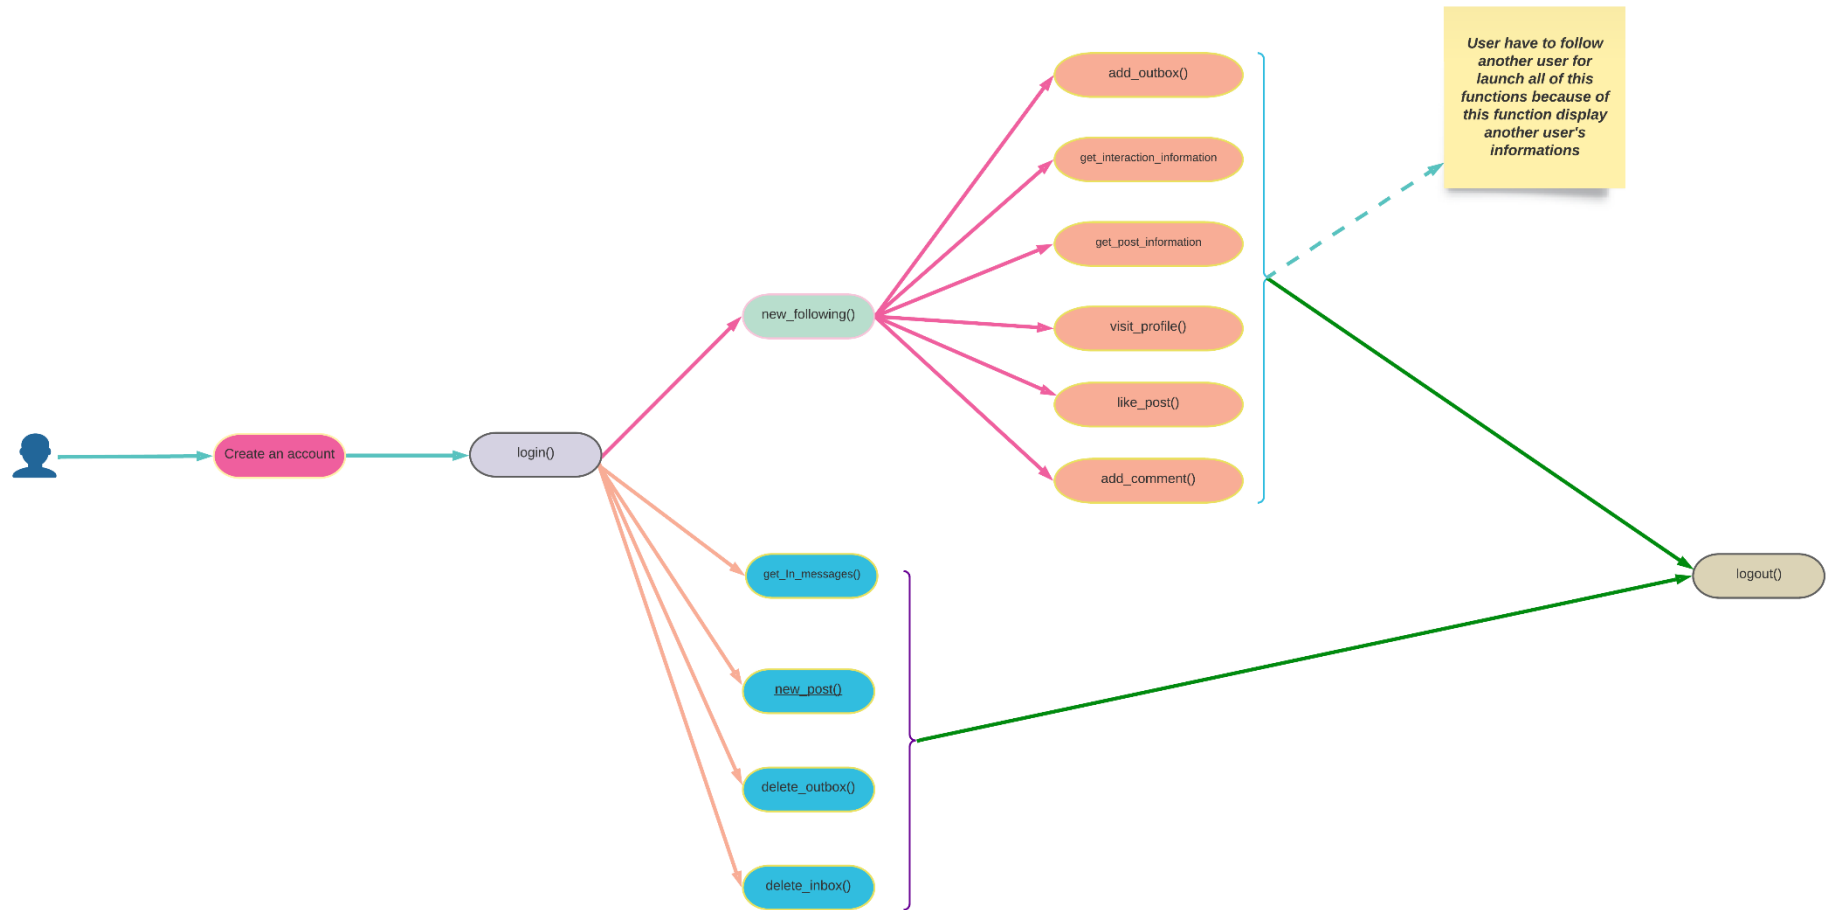 User have to follow
another user for
launch all of this
functions because of
this function display
another user's
informations
add_outbox()
get_interaction_information
get_post_information
new_following()
visit_profile()
like_post()
Create an account
login()
add_comment()
get_In_messages()
logout()
new_post()
delete_outbox()
delete_inbox()